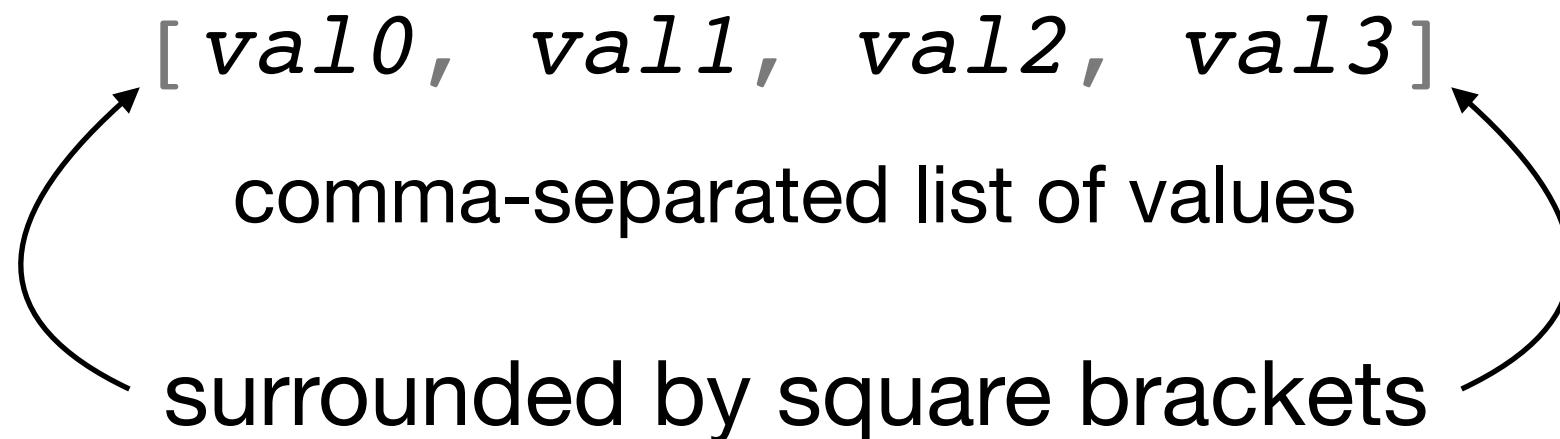 [val0, val1, val2, val3]
comma-separated list of values
surrounded by square brackets